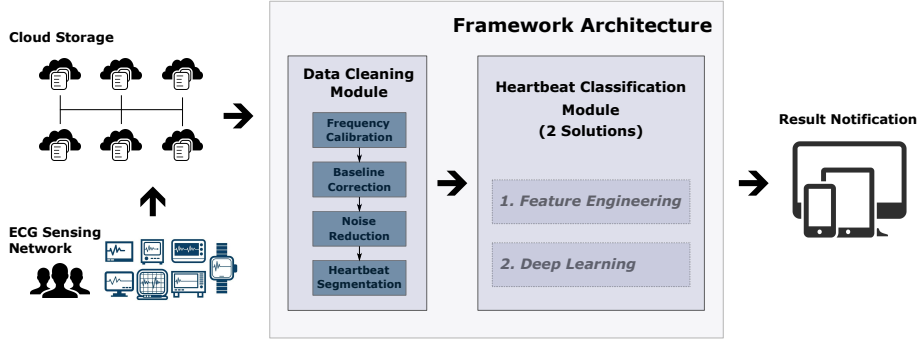 Cloud Storage
ECG Sensing
Network
Framework Architecture
Data Cleaning
Module
Frequency
Calibration
Baseline
Correction
Noise
Reduction
Heartbeat
Segmentation
Heartbeat Classification
Module
(2 Solutions)
1. Feature Engineering
2. Deep Learning
Result Notification